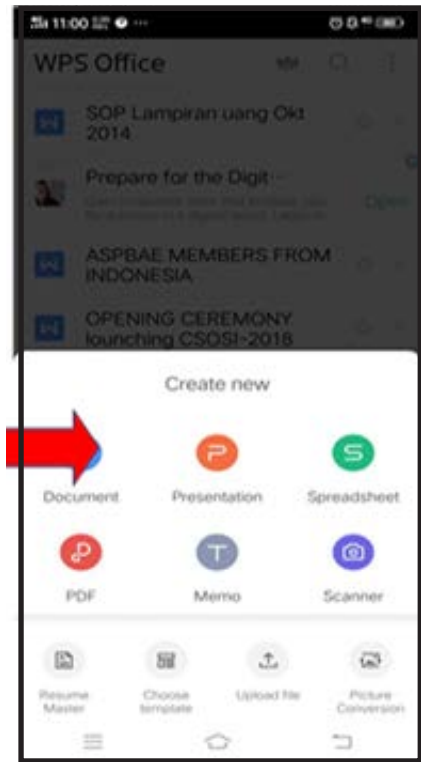 11:00
WPS Office
SOP Lampiran uang Okt
2014
Prepare for the Digit...
Open
ASPBAE MEMBERS FROM
INDONESIA
OPENING CEREMONY
lounching CSOSI-2018
Create new
Document Presentation Spreadsheet
PDF Memo Scanner
Resume Choose Upload file Picture
Master template Conversion